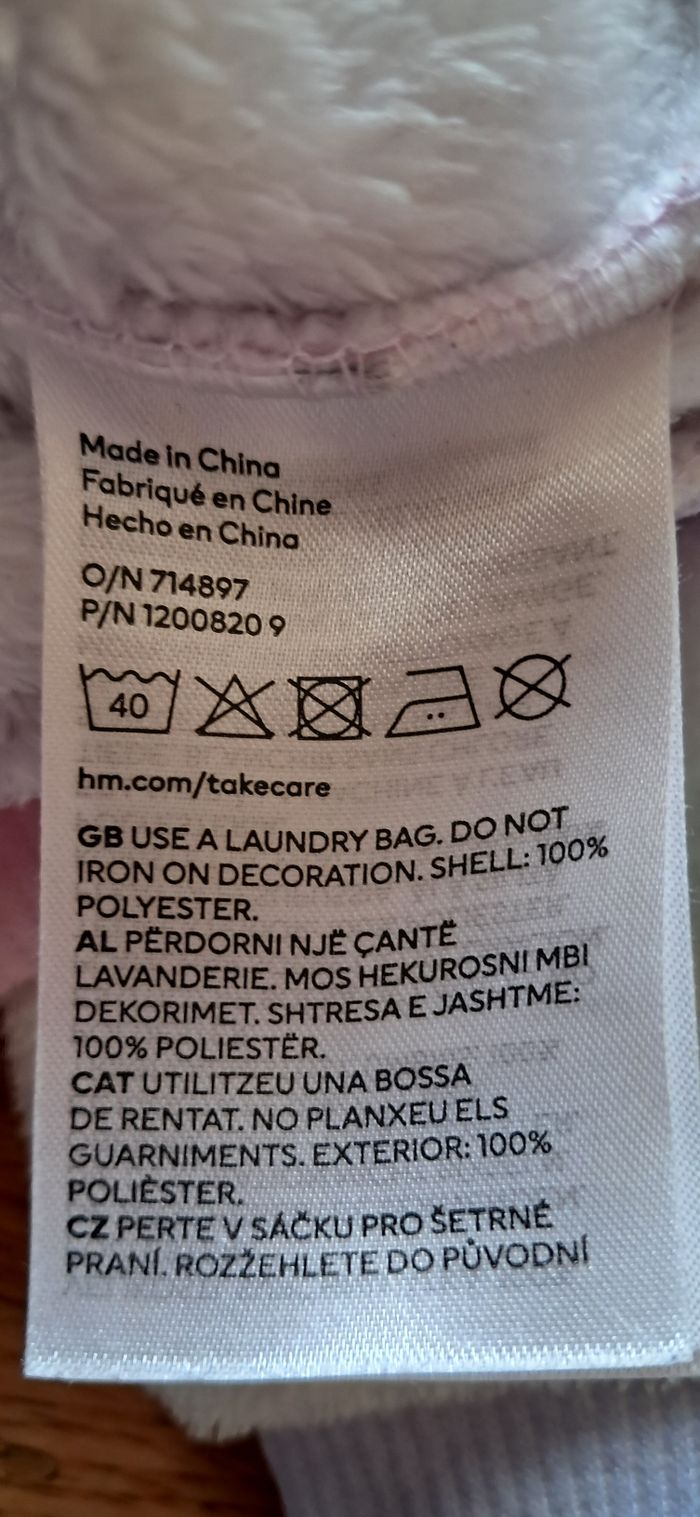 Made in China
Fabriqué en Chine
Hecho en China
O/N 714897
P/N 1200820 9
40
hm.com/takecare
GB USE A LAUNDRY BAG. DO NOT
IRON ON DECORATION. SHELL: 100%
POLYESTER.
AL PËRDORNI NJË ÇANTË
LAVANDERIE. MOS HEKUROSNI MBI
DEKORIMET. SHTRESA E JASHTME:
100% POLIESTËR.
CAT UTILITZEU UNA BOSSA
DE RENTAT. NO PLANXEU ELS
GUARNIMENTS. EXTERIOR: 100%
POLIÈSTER.
CZ PERTE V SÁČKU PRO ŠETRNÉ
PRANÍ. ROZŽEHLETE DO PŮVODNÍ